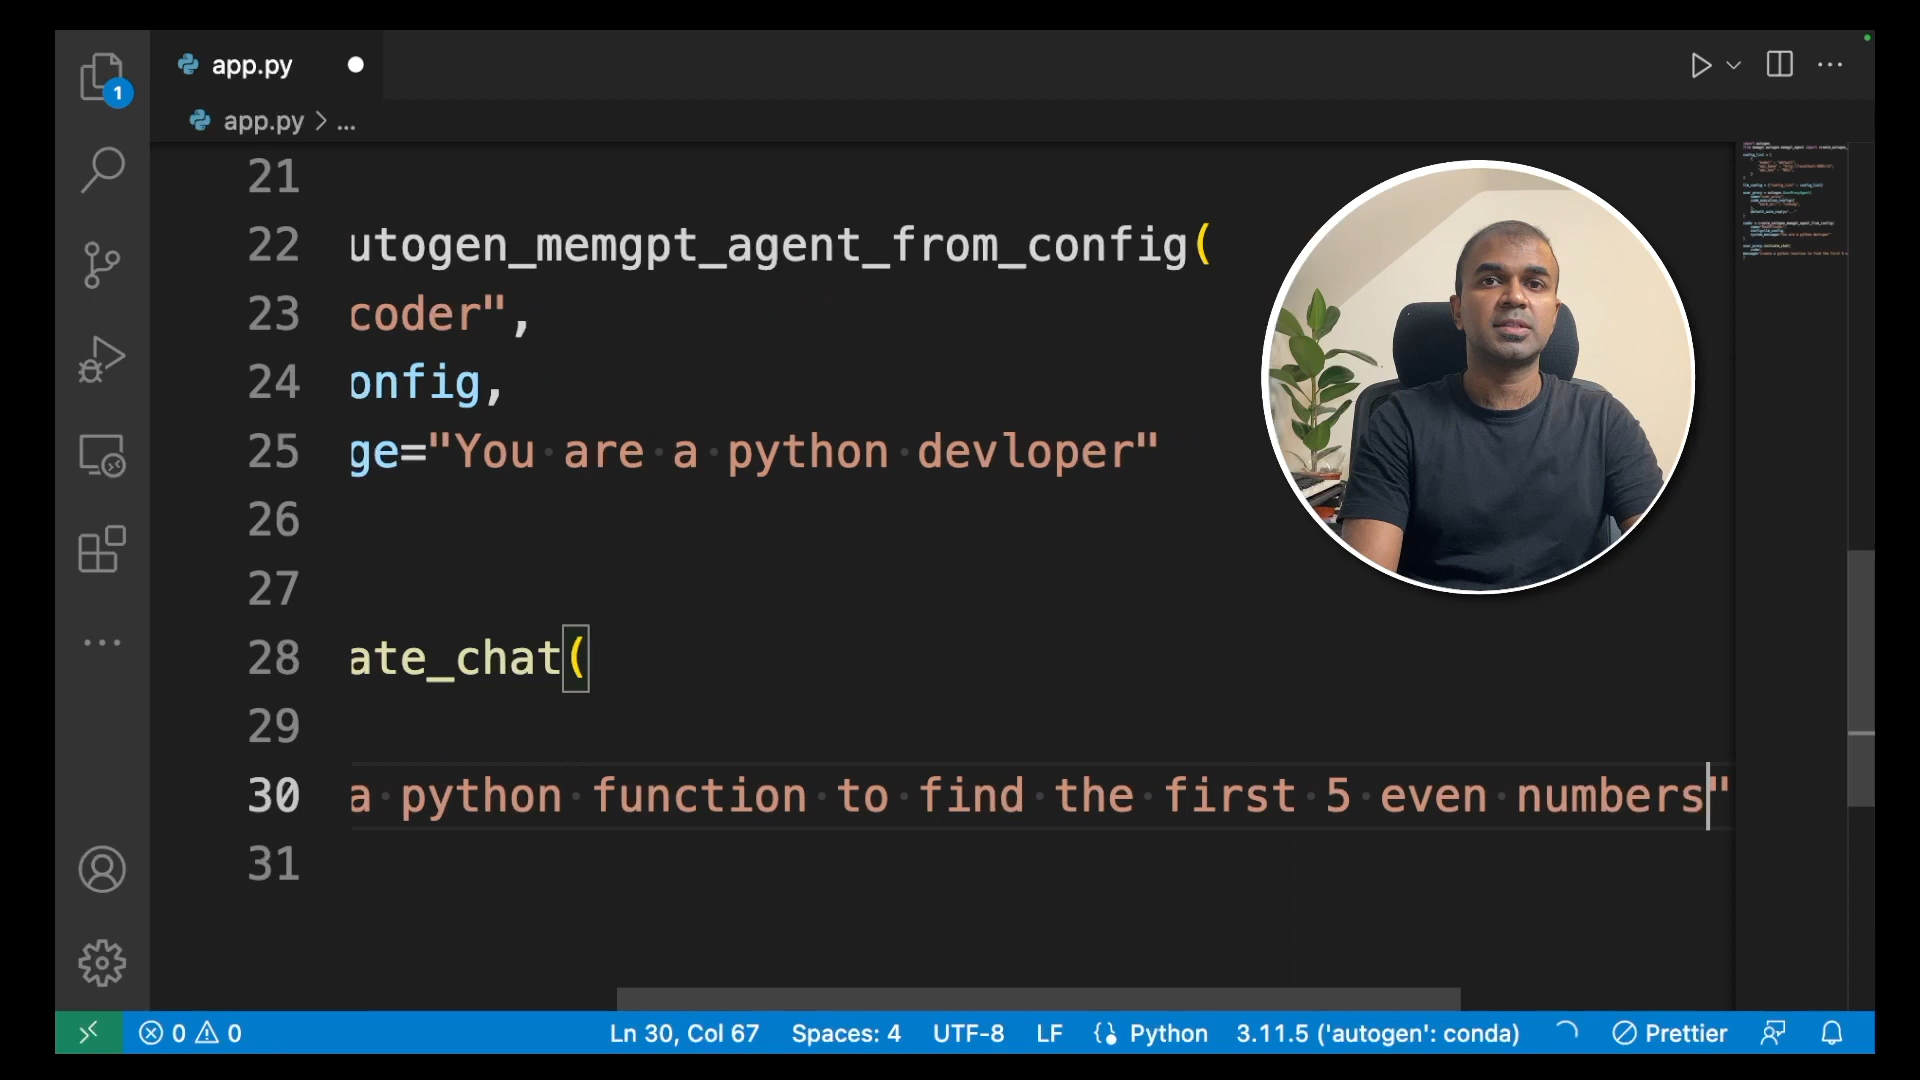 app.py
1
app.py > ...
21
22 utogen_memgpt_agent_from_config(
23 coder",
24 onfig,
25 ge="You are a python devloper"
26
27
28 ate_chat(
29
30 a python function to find the first 5 even numbers"
31
0 0 Ln 30, Col 67 Spaces: 4 UTF-8 LF Python 3.11.5 ('autogen': conda) Prettier